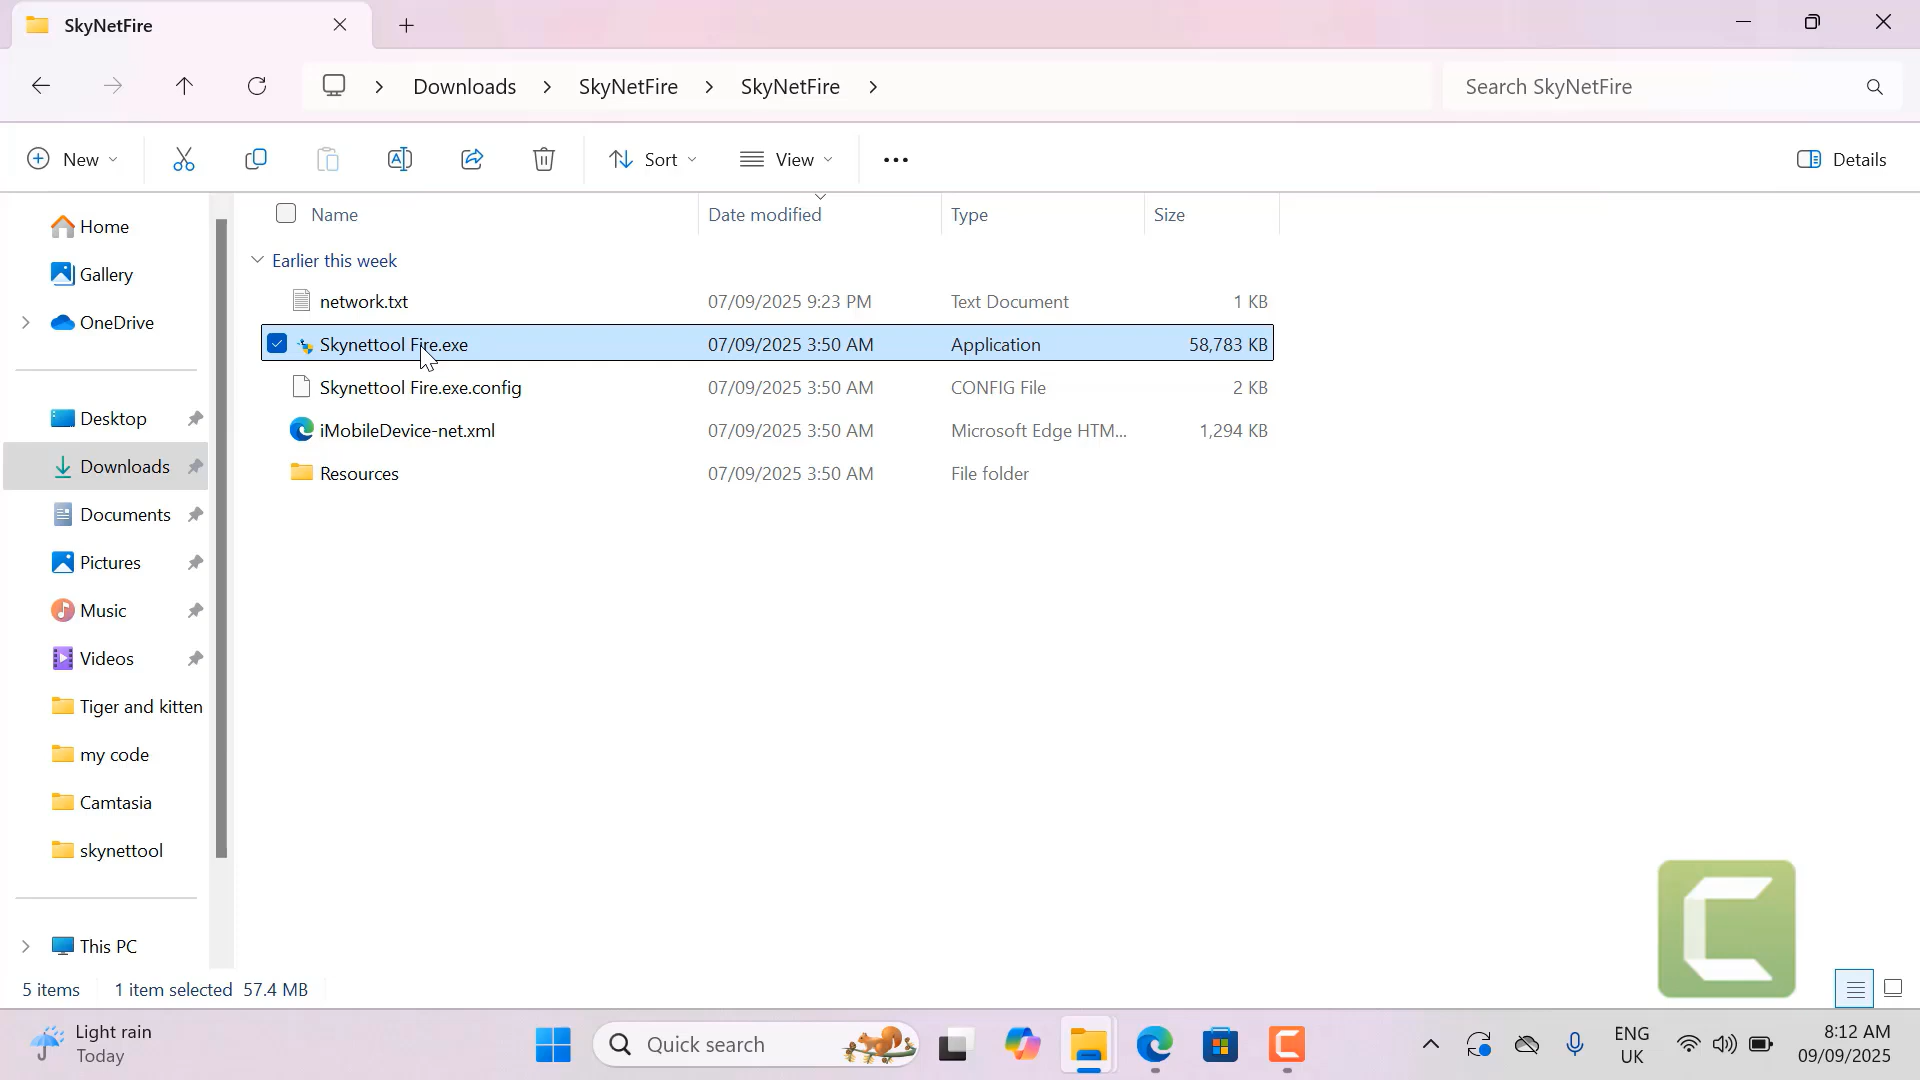 SkyNetFire
Downloads SkyNetFire SkyNetFire
Search SkyNetFire
New Sort View Details
Name Date modified Type Size
Earlier this week
network.txt 07/09/2025 9:23 PM Text Document 1 KB
Skynettool Fire.exe 07/09/2025 3:50 AM Application 58,783 KB
Skynettool Fire.exe.config 07/09/2025 3:50 AM CONFIG File 2 KB
iMobileDevice-net.xml 07/09/2025 3:50 AM Microsoft Edge HTM... 1,294 KB
Resources 07/09/2025 3:50 AM File folder
Home
Gallery
OneDrive
Desktop
Downloads
Documents
Pictures
Music
Videos
Tiger and kitten
my code
Camtasia
skynettool
This PC
5 items 1 item selected 57.4 MB
Light rain
Today
Quick search
ENG
UK
8:12 AM
09/09/2025